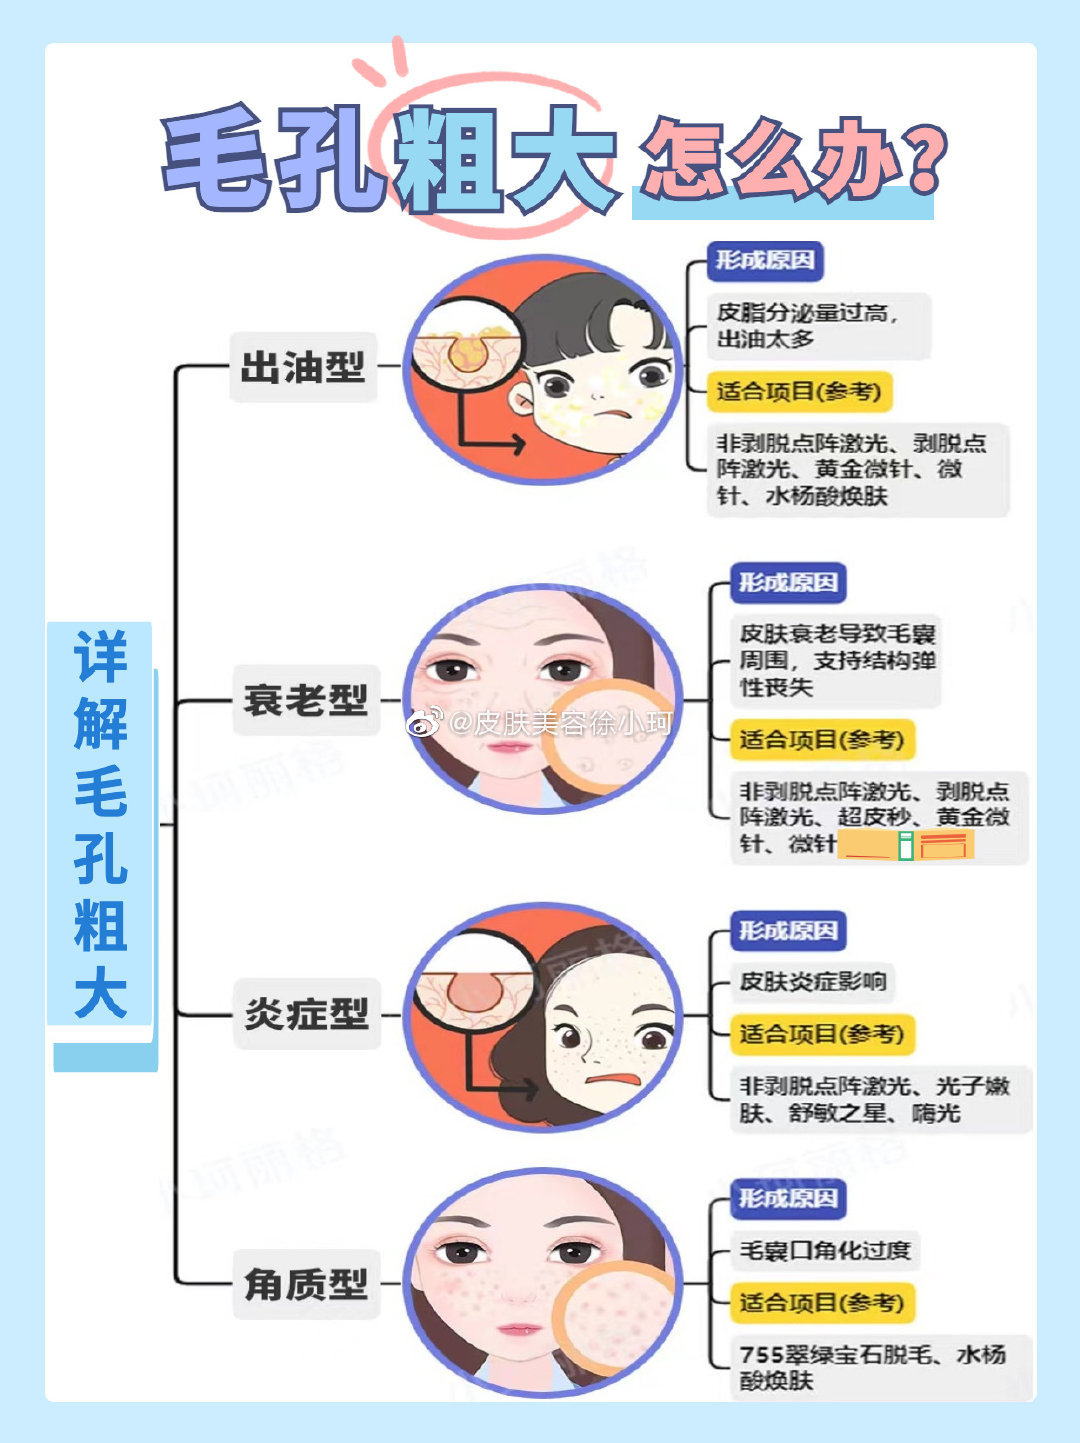 毛孔粗大怎么办?
详解毛孔粗大
出油型
形成原因
皮脂分泌量过高，
出油太多
适合项目(参考)
非剥脱点阵激光、剥脱点
阵激光、黄金微针、微
针、水杨酸焕肤
衰老型
@皮肤美容徐小珂
形成原因
皮肤衰老导致毛囊
周围，支持结构弹
性丧失
适合项目(参考)
非剥脱点阵激光、剥脱点
阵激光、超皮秒、黄金微
针、微针
炎症型
形成原因
皮肤炎症影响
适合项目(参考)
非剥脱点阵激光、光子嫩
肤、舒敏之星、嗨光
角质型
形成原因
毛囊口角化过度
适合项目(参考)
755翠绿宝石脱毛、水杨
酸焕肤